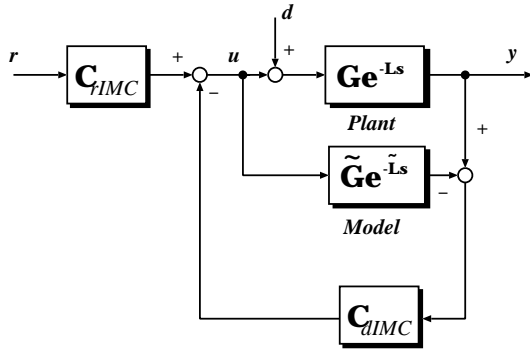 d
r
+
u
+
y
C_rIMC
−
Ge^-Ls
Plant
+
G̃e^-L̃s
−
Model
C_dIMC